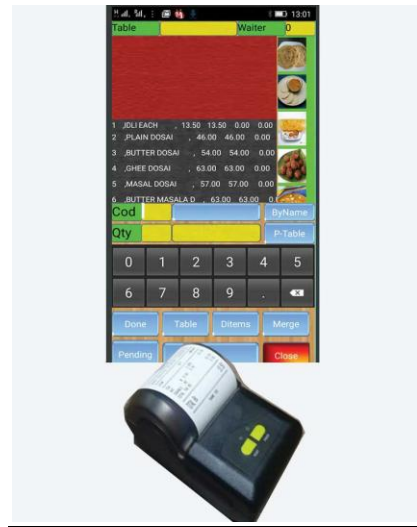 13:01
Table Waiter 0
1 ,IDLI EACH , 13.50 13.50 0.00 0.00
2 ,PLAIN DOSAI , 46.00 46.00 0.00
3 ,BUTTER DOSAI , 54.00 54.00 0.00
4 ,GHEE DOSAI , 63.00 63.00 0.00
5 ,MASAL DOSAI , 57.00 57.00 0.00
6 ,BUTTER MASALA D , 63.00 63.00
Cod ByName
Qty P-Table
0 1 2 3 4 5
6 7 8 9 .
Done Table Ditems Merge
Pending Close